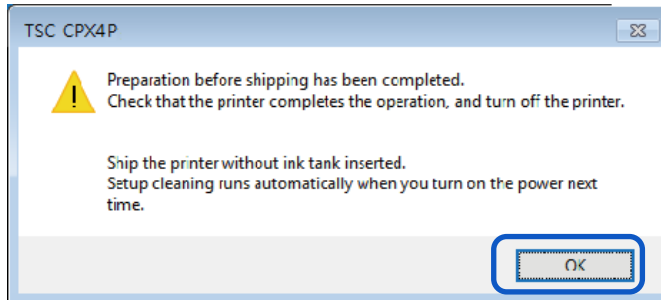 TSC CPX4P
Preparation before shipping has been completed.
Check that the printer completes the operation, and turn off the printer.
Ship the printer without ink tank inserted.
Setup cleaning runs automatically when you turn on the power next
time.
OK